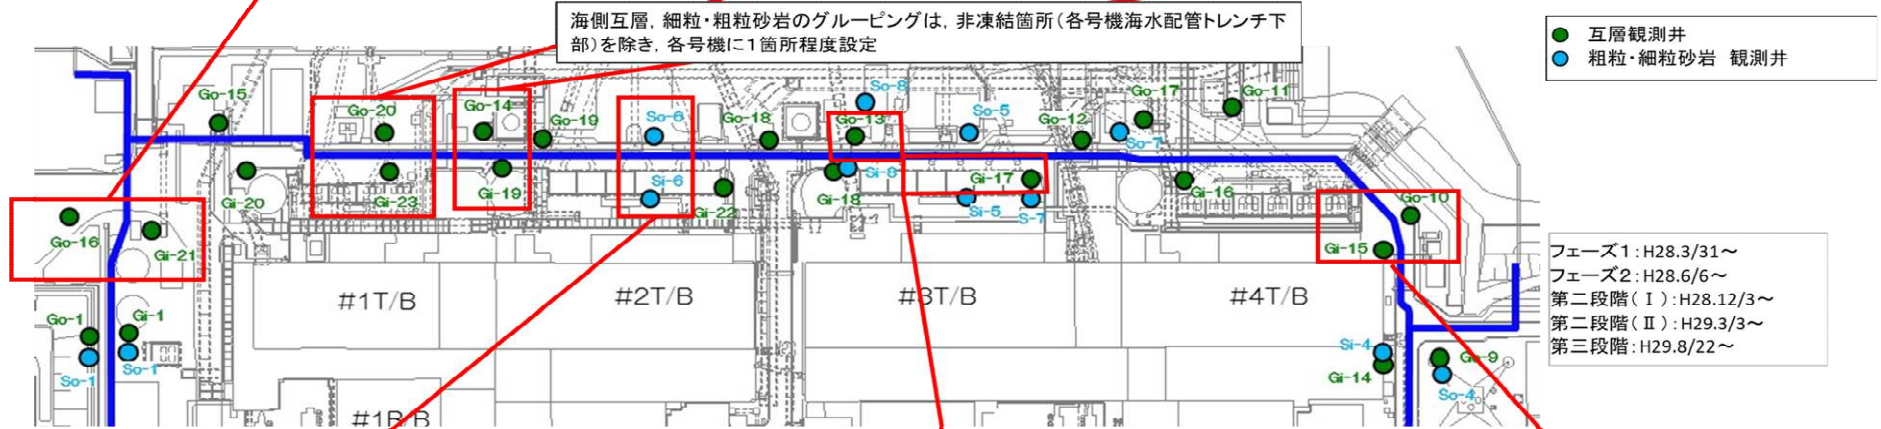 海側互層，細粒・粗粒砂岩のグルーピングは，非凍結箇所（各号機海水配管トレンチ下
部）を除き，各号機に１箇所程度設定
互層観測井
粗粒・細粒砂岩　観測井
Go-15
Go-20
Go-14
Go-19
So-6
Go-18
So-8
Go-13
So-5
Go-12
Go-17
So-7
Go-11
Gi-20
Gi-23
Gi-19
Si-6
Gi-22
Gi-18
Si-8
Gi-17
Si-5
S-7
Gi-16
Go-10
Gi-15
Go-16
Gi-21
#1T/B
#2T/B
#3T/B
#4T/B
フェーズ１：H28.3/31～
フェーズ２：H28.6/6～
第二段階（Ⅰ）：H28.12/3～
第二段階（Ⅱ）：H29.3/3～
第三段階：H29.8/22～
Go-1
Gi-1
So-1
So-1
Si-4
Gi-14
Go-9
So-4
#1R/B